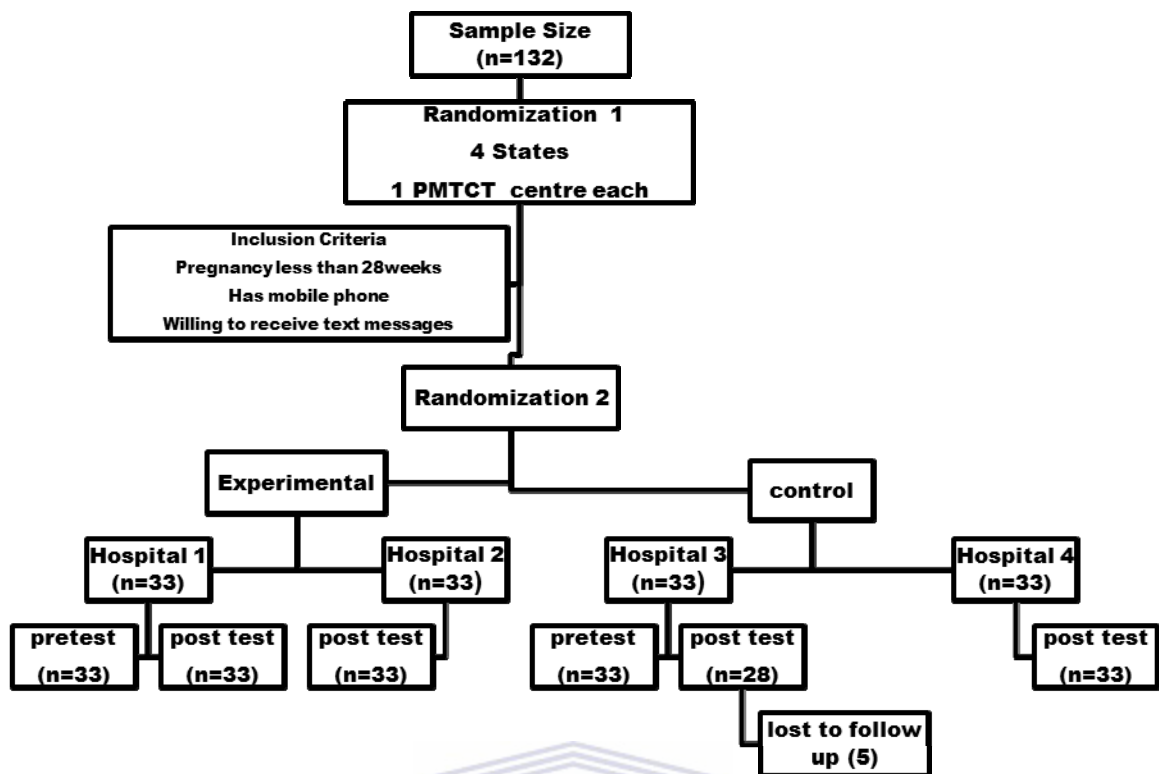 Sample Size
(n=132)
Randomization 1
4 States
1 PMTCT centre each
Inclusion Criteria
Pregnancy less than 28weeks
Has mobile phone
Willing to receive text messages
Randomization 2
Experimental
control
Hospital 1
(n=33)
Hospital 2
(n=33)
Hospital 3
(n=33)
Hospital 4
(n=33)
pretest
(n=33)
post test
(n=33)
post test
(n=33)
pretest
(n=33)
post test
(n=28)
post test
(n=33)
lost to follow
up (5)